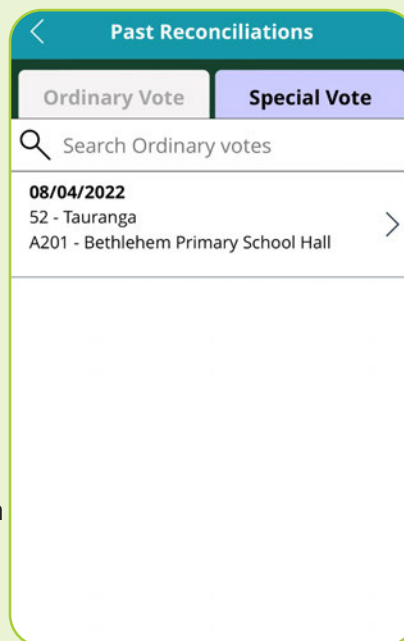 Past Reconciliations
Ordinary Vote
Special Vote
Search Ordinary votes
08/04/2022
52 - Tauranga
A201 - Bethlehem Primary School Hall